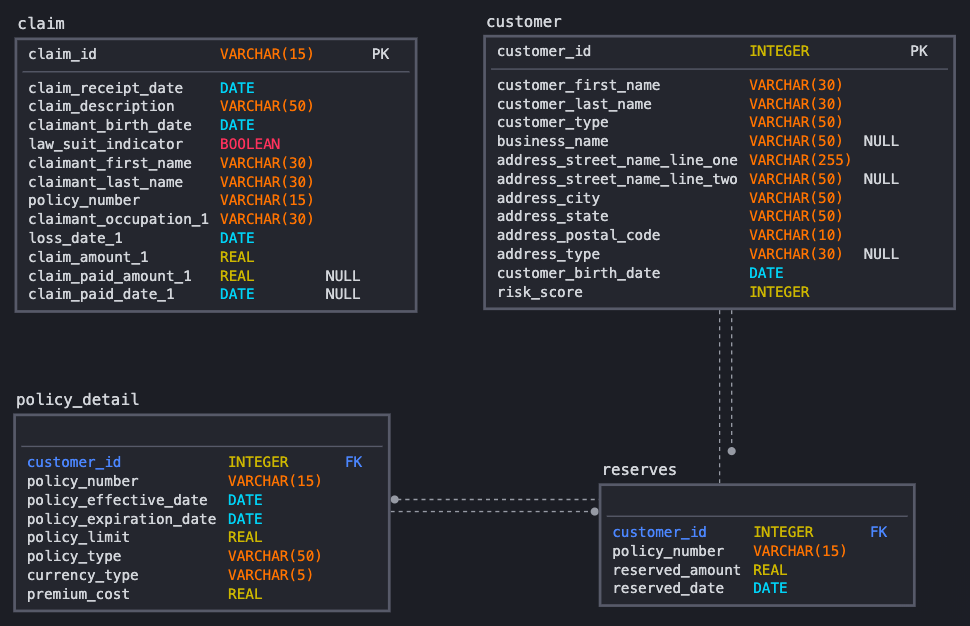 claim
claim_id VARCHAR(15) PK
claim_receipt_date DATE
claim_description VARCHAR(50)
claimant_birth_date DATE
law_suit_indicator BOOLEAN
claimant_first_name VARCHAR(30)
claimant_last_name VARCHAR(30)
policy_number VARCHAR(15)
claimant_occupation_1 VARCHAR(30)
loss_date_1 DATE
claim_amount_1 REAL
claim_paid_amount_1 REAL NULL
claim_paid_date_1 DATE NULL
customer
customer_id INTEGER PK
customer_first_name VARCHAR(30)
customer_last_name VARCHAR(30)
customer_type VARCHAR(50)
business_name VARCHAR(50) NULL
address_street_name_line_one VARCHAR(255)
address_street_name_line_two VARCHAR(50) NULL
address_city VARCHAR(50)
address_state VARCHAR(50)
address_postal_code VARCHAR(10)
address_type VARCHAR(30) NULL
customer_birth_date DATE
risk_score INTEGER
policy_detail
customer_id INTEGER FK
policy_number VARCHAR(15)
policy_effective_date DATE
policy_expiration_date DATE
policy_limit REAL
policy_type VARCHAR(50)
currency_type VARCHAR(5)
premium_cost REAL
reserves
customer_id INTEGER FK
policy_number VARCHAR(15)
reserved_amount REAL
reserved_date DATE